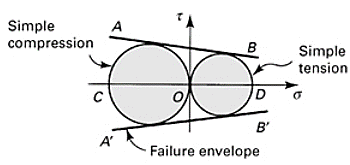 τ
A
B
Simple
compression
Simple
tension
C
O
D
σ
A'
B'
Failure envelope